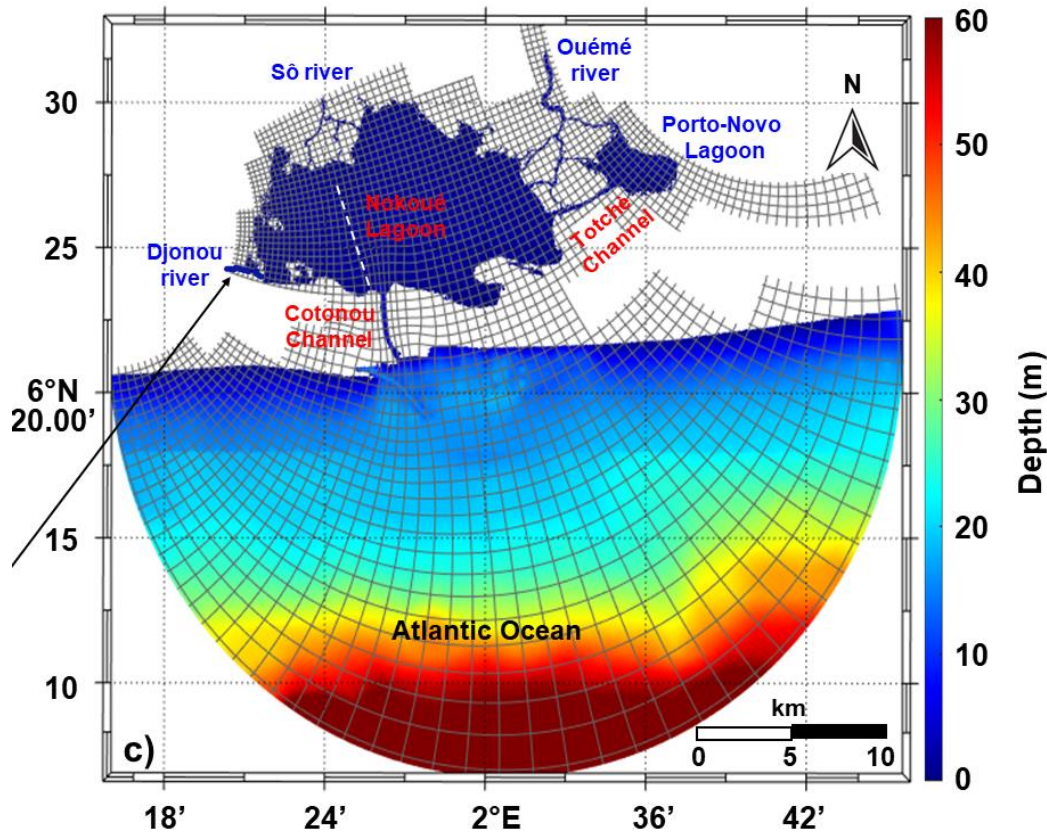 Sô river
Ouémé
river
Porto-Novo
Lagoon
N
Nokoué
Lagoon
Totche
Channel
Djonou
river
Cotonou
Channel
30
25
6°N
20.00'
15
10
Atlantic Ocean
c)
km
0 5 10
18' 24' 2°E 36' 42'
60
50
40
30
20
10
0
Depth (m)